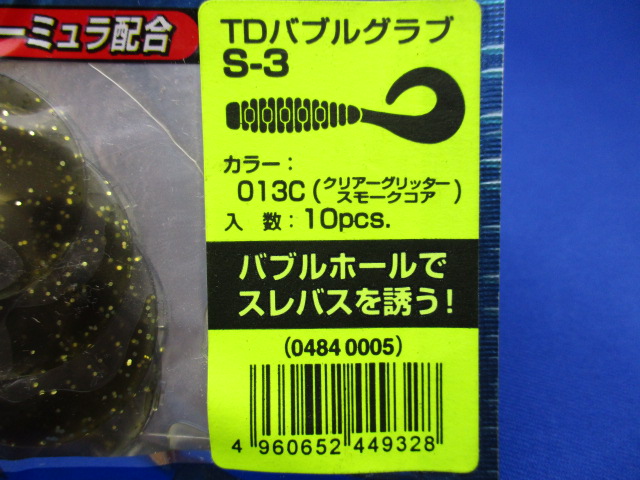 ーミュラ配合
TDバブルグラブ
S-3
カラー：
013C（クリアーグリッター
スモークコア）
入　数：10pcs.
バブルホールで
スレバスを誘う！
(0484 0005)
4 960652 449328